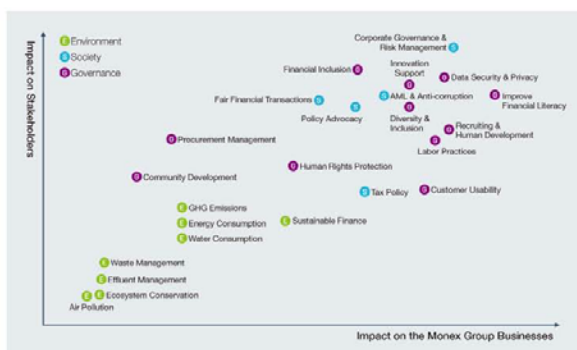 Impact on Stakeholders
E Environment
S Society
G Governance
Corporate Governance &
Risk Management
Financial Inclusion
Innovation
Support
Data Security & Privacy
Fair Financial Transactions
AML & Anti-corruption
Improve
Financial Literacy
Policy Advocacy
Diversity
& Inclusion
Recruiting &
Human Development
Labor Practices
Procurement Management
Human Rights Protection
Community Development
Tax Policy
Customer Usability
GHG Emissions
Energy Consumption
Sustainable Finance
Water Consumption
Waste Management
Effluent Management
Ecosystem Conservation
Air Pollution
Impact on the Monex Group Businesses